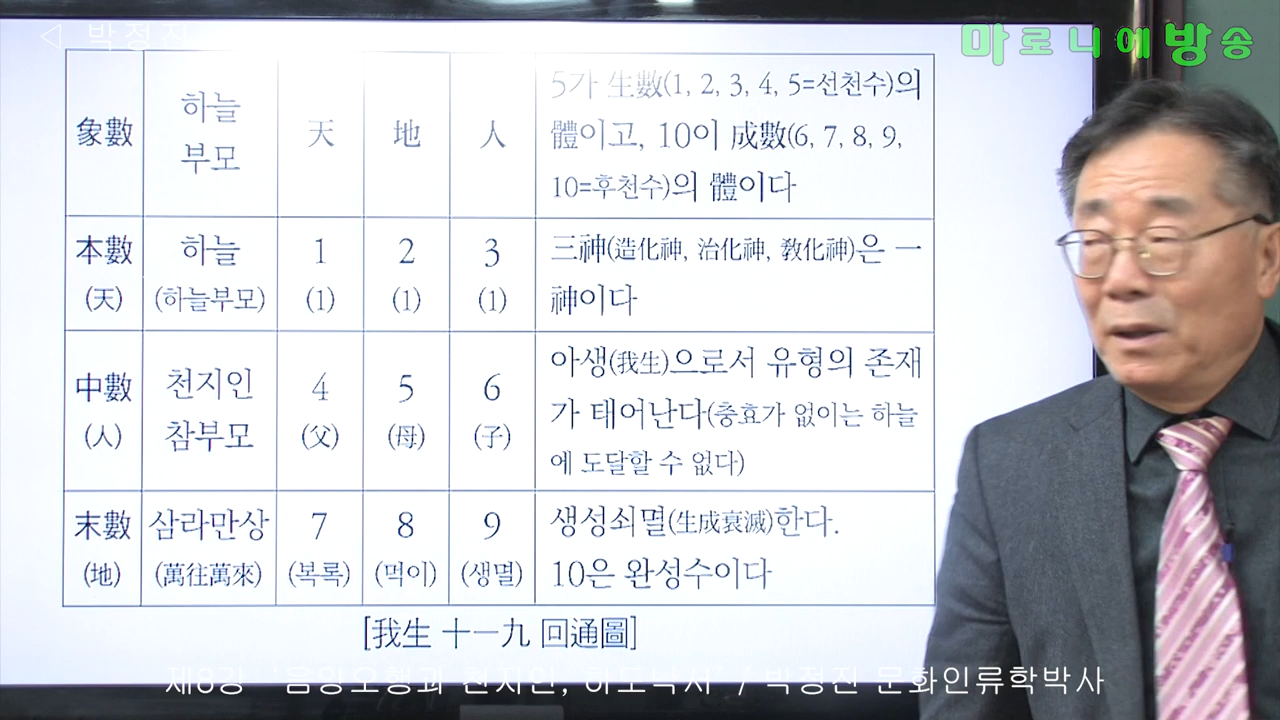 ◁ 박정진
마로니에방송
象數 하늘 부모 天 地 人
5가 生數(1, 2, 3, 4, 5=선천수)의
體이고, 10이 成數(6, 7, 8, 9,
10=후천수)의 體이다
本數 하늘 1 2 3
(天) (하늘부모) (1) (1) (1)
三神(造化神, 治化神, 敎化神)은 一
神이다
中數 천지인 4 5 6
(人) 참부모 (父) (母) (子)
아생(我生)으로서 유형의 존재
가 태어난다(충효가 없이는 하늘
에 도달할 수 없다)
末數 삼라만상 7 8 9
(地) (萬往萬來) (복록) (먹이) (생멸)
생성쇠멸(生成衰滅)한다.
10은 완성수이다
[我生 十一九 回通圖]
제8강 "음양오행과 천지인, 하도낙서" / 박정진 문화인류학박사